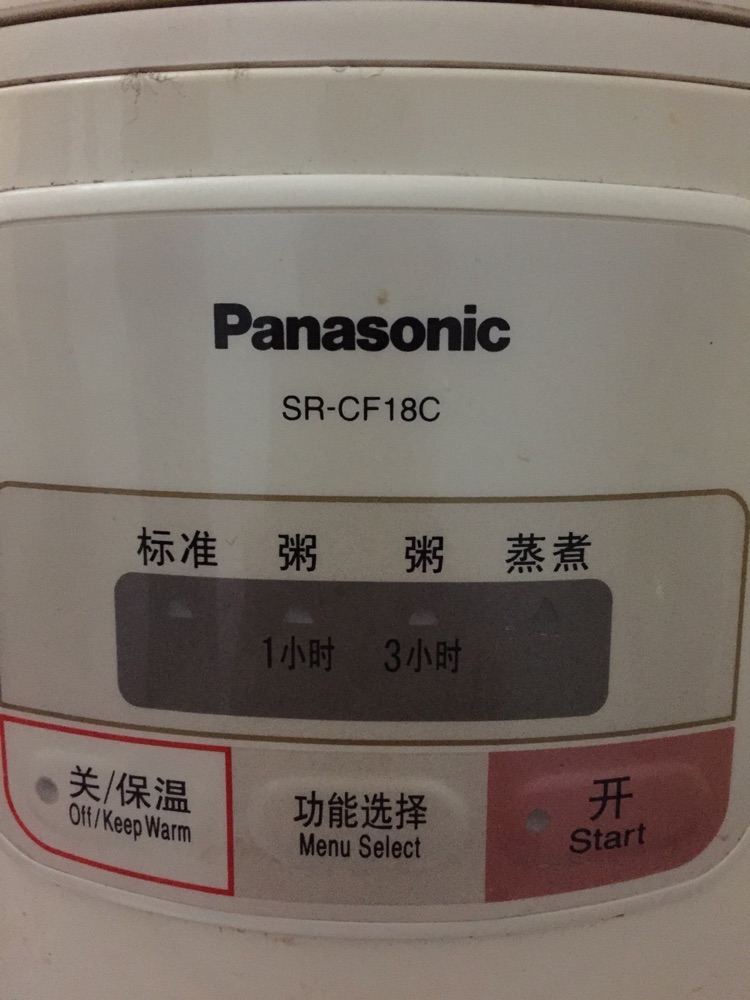 Panasonic
SR-CF18C
标准 粥 粥 蒸煮
1小时 3小时
关/保温
Off/Keep Warm
功能选择
Menu Select
开
Start